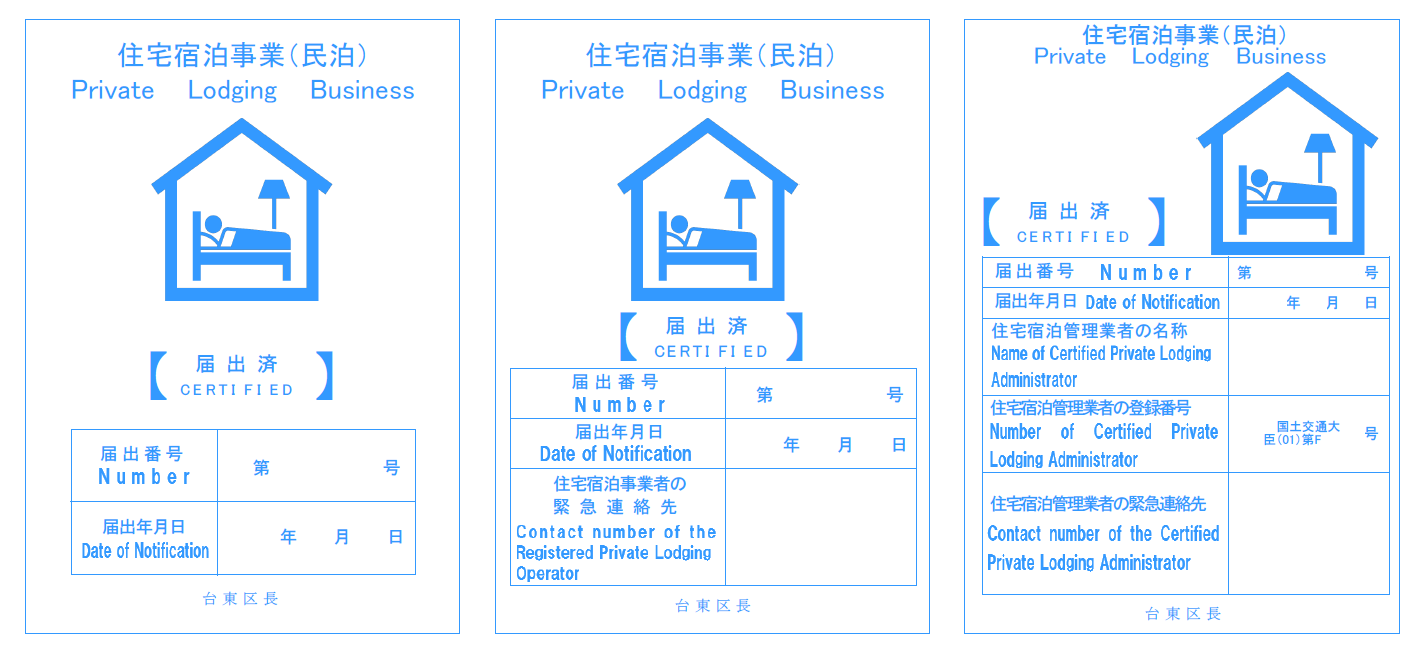 住宅宿泊事業（民泊）
Private Lodging Business
【 届出済 】
CERTIFIED
届出番号
Number
第 号
届出年月日
Date of Notification
年 月 日
台東区長
住宅宿泊事業（民泊）
Private Lodging Business
【 届出済 】
CERTIFIED
届出番号
Number
第 号
届出年月日
Date of Notification
年 月 日
住宅宿泊事業者の
緊急連絡先
Contact number of the
Registered Private Lodging
Operator
台東区長
住宅宿泊事業（民泊）
Private Lodging Business
【 届出済 】
CERTIFIED
届出番号 Number
第 号
届出年月日 Date of Notification
年 月 日
住宅宿泊管理業者の名称
Name of Certified Private Lodging
Administrator
住宅宿泊管理業者の登録番号
Number of Certified Private
Lodging Administrator
国土交通大
臣（01）第F 号
住宅宿泊管理業者の緊急連絡先
Contact number of the Certified
Private Lodging Administrator
台東区長